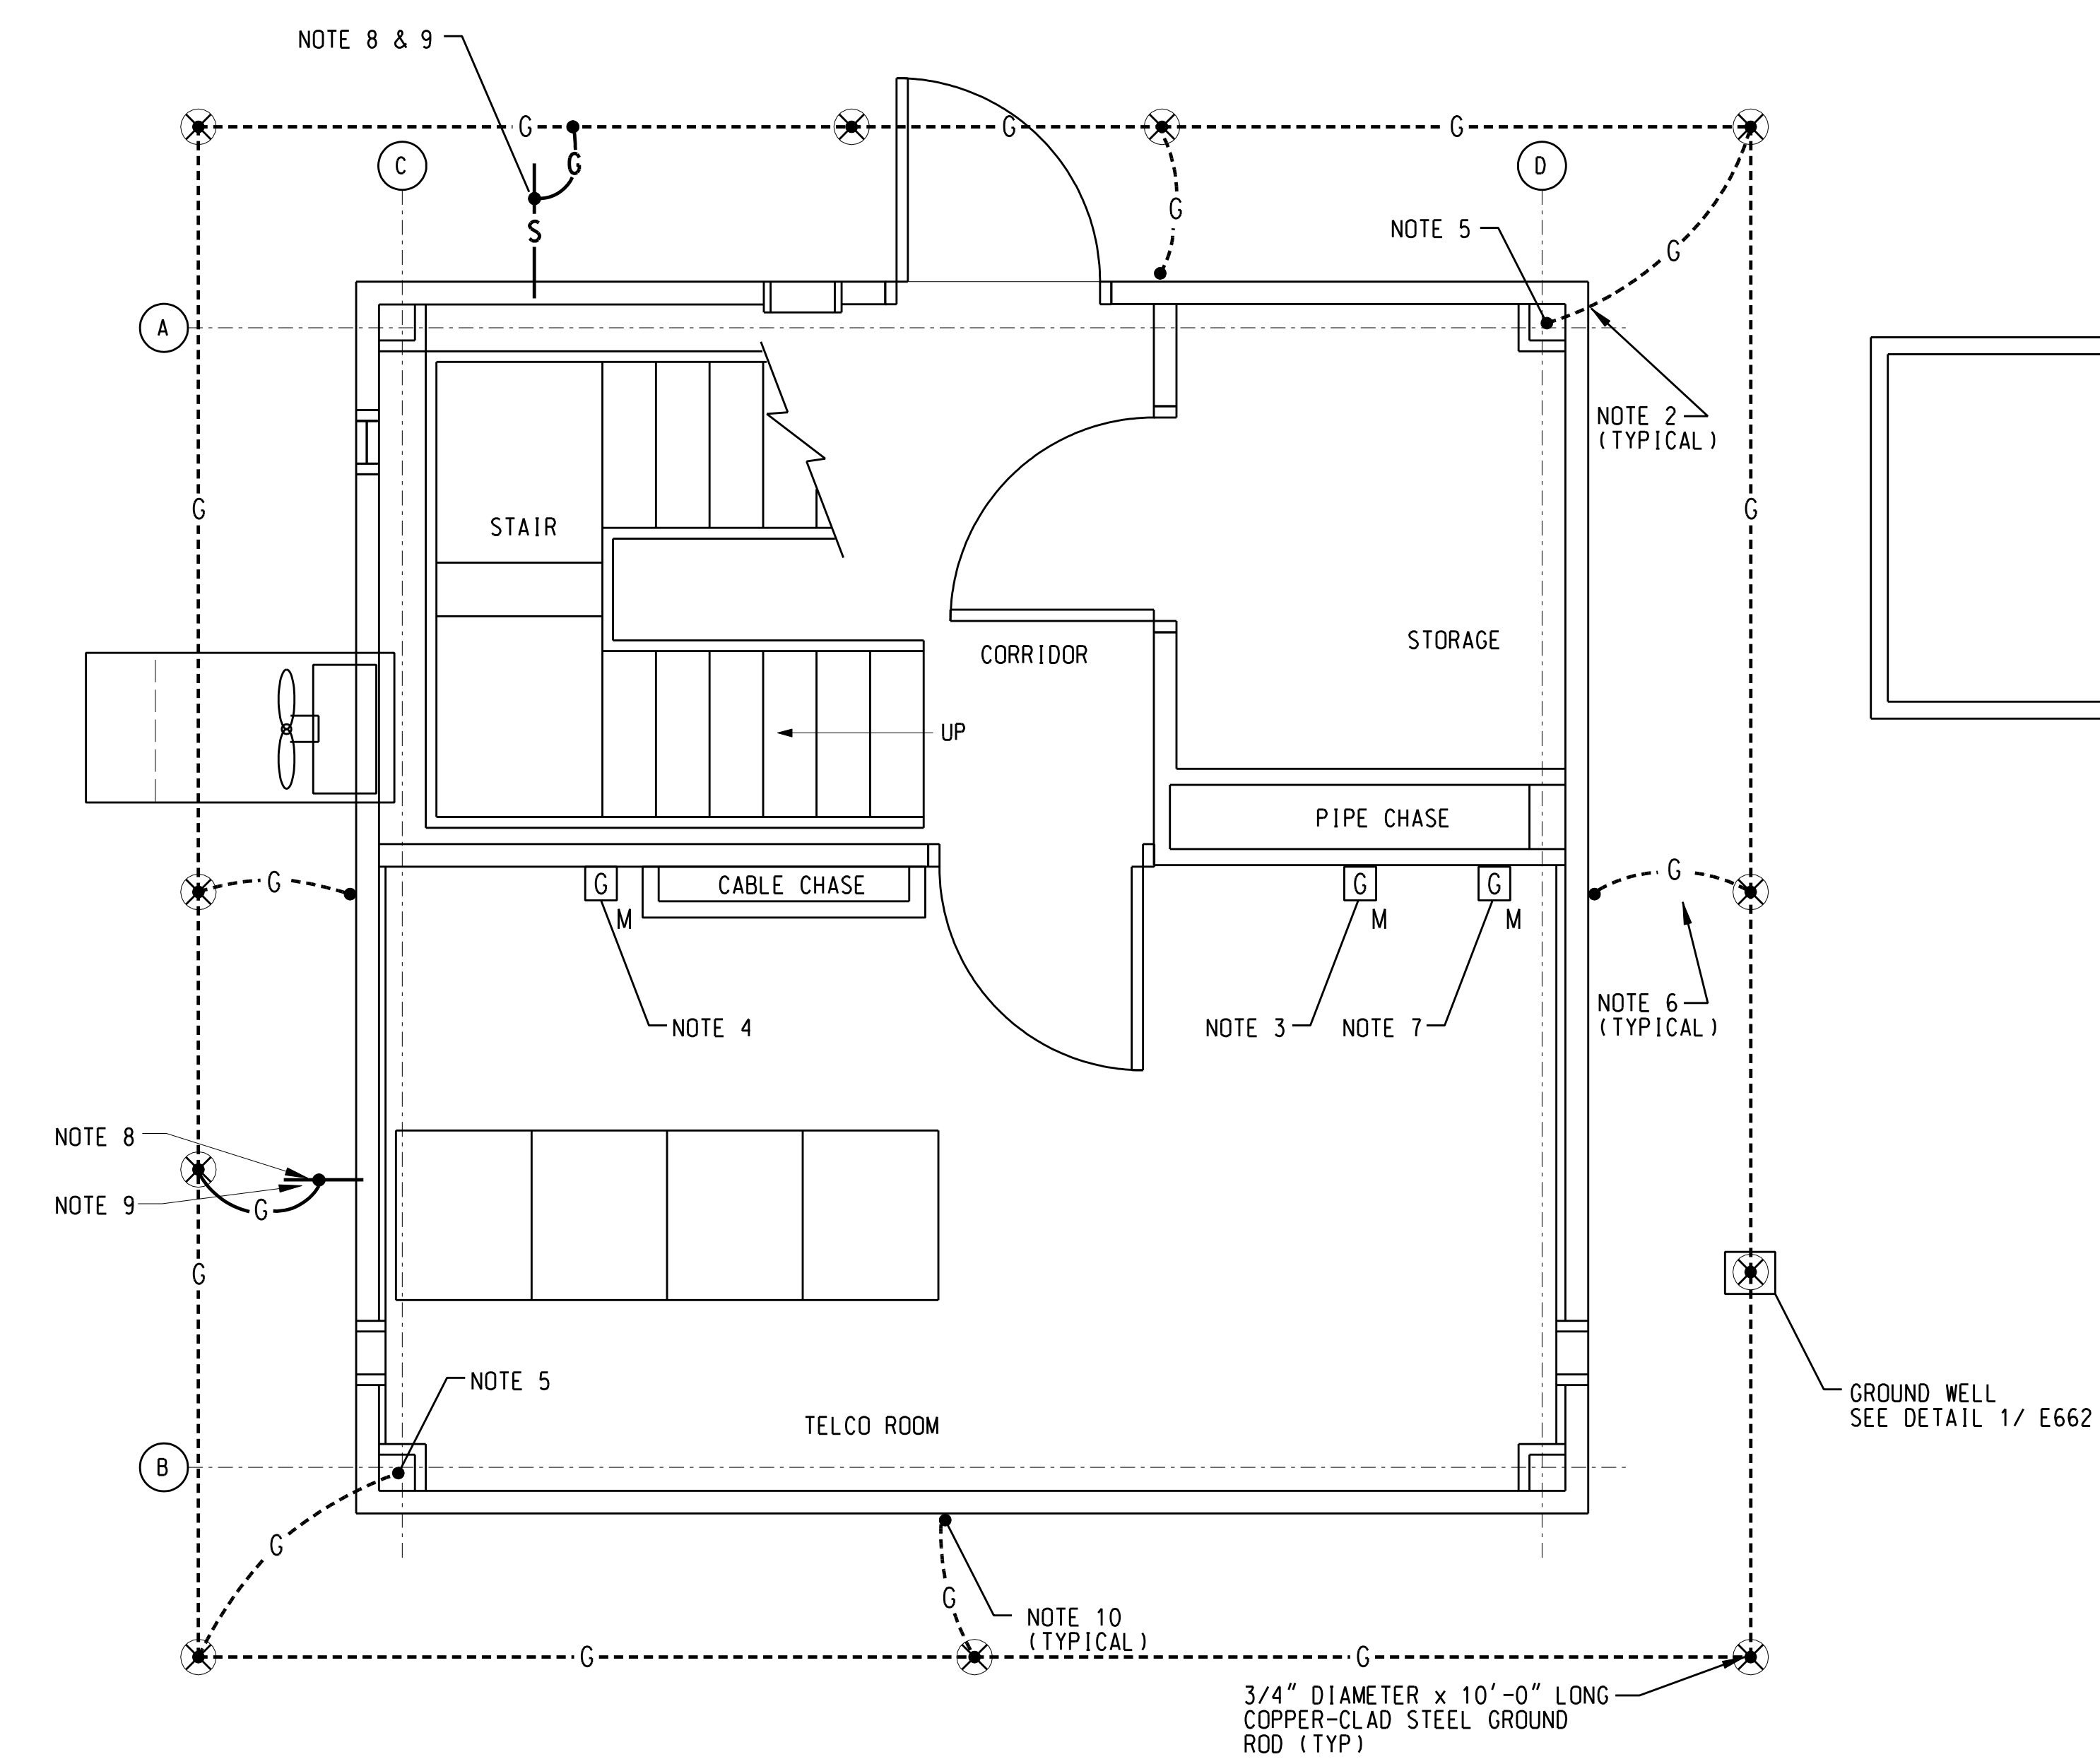 NOTE 8 & 9
G
G
G
G
C
D
G
S
NOTE 5
G
A
NOTE 2
(TYPICAL)
G
G
STAIR
CORRIDOR
STORAGE
UP
PIPE CHASE
G
G
CABLE CHASE
G
G
G
M
M
M
NOTE 4
NOTE 3
NOTE 7
NOTE 6
(TYPICAL)
NOTE 8
NOTE 9
G
G
NOTE 5
GROUND WELL
SEE DETAIL 1/ E662
TELCO ROOM
B
G
G
NOTE 10
(TYPICAL)
G
G
3/4" DIAMETER x 10'-0" LONG
COPPER-CLAD STEEL GROUND
ROD (TYP)